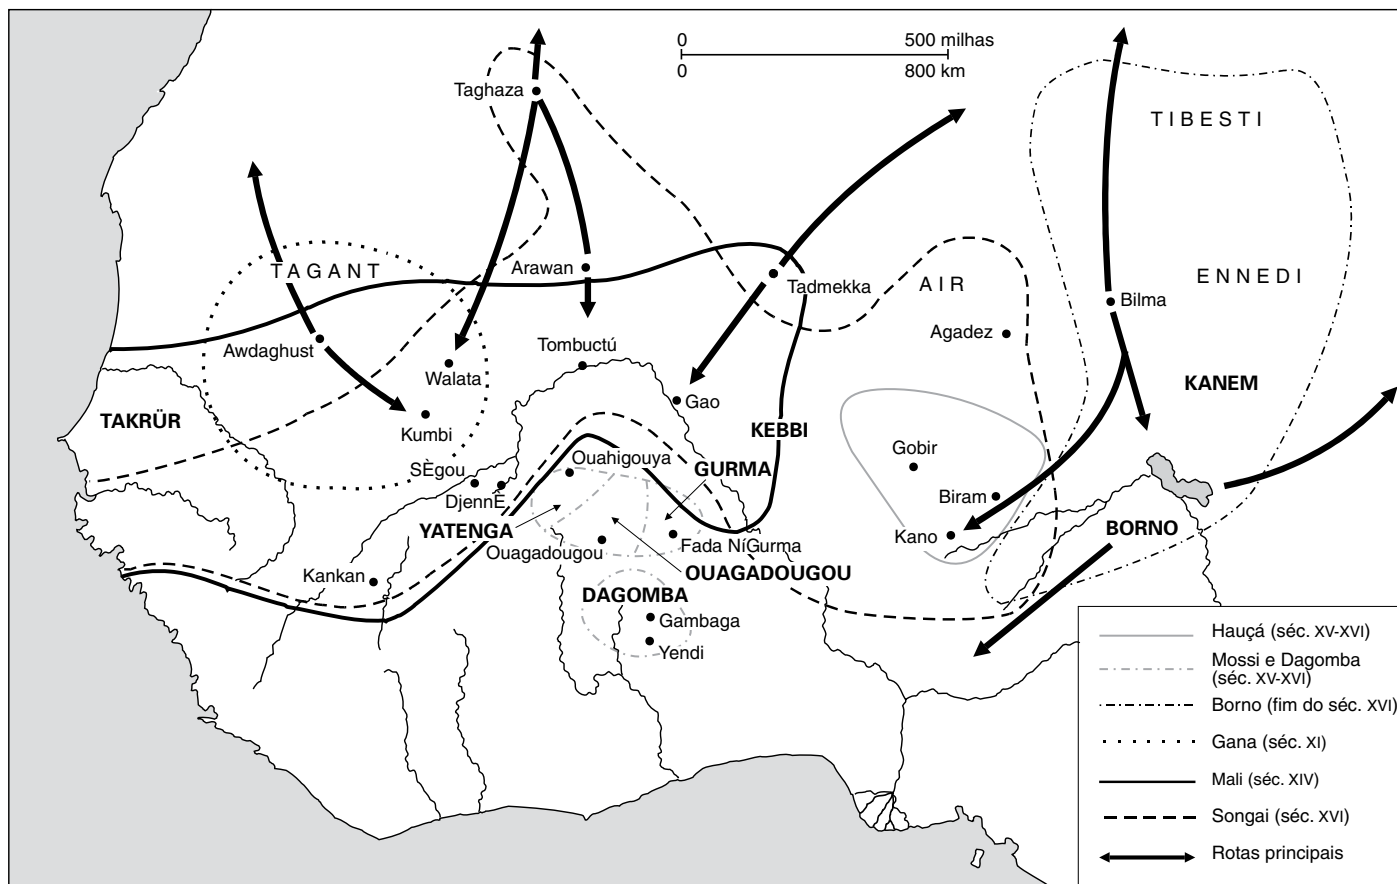 0 500 milhas
0 800 km
Taghaza
TIBESTI
TAGANT
Arawan
Tadmekka
AIR
ENNEDI
Bilma
Agadez
Awdaghust
Walata
Tombuctú
Gao
KANEM
TAKRÜR
Kumbi
KEBBI
Gobir
SÈgou
DjennÉ
Ouahigouya
GURMA
Biram
YATENGA
Ouagadougou
Fada NíGurma
Kano
BORNO
Kankan
OUAGADOUGOU
DAGOMBA
Gambaga
Yendi
Hauçá (séc. XV-XVI)
Mossi e Dagomba
(séc. XV-XVI)
Borno (fim do séc. XVI)
Gana (séc. XI)
Mali (séc. XIV)
Songai (séc. XVI)
Rotas principais